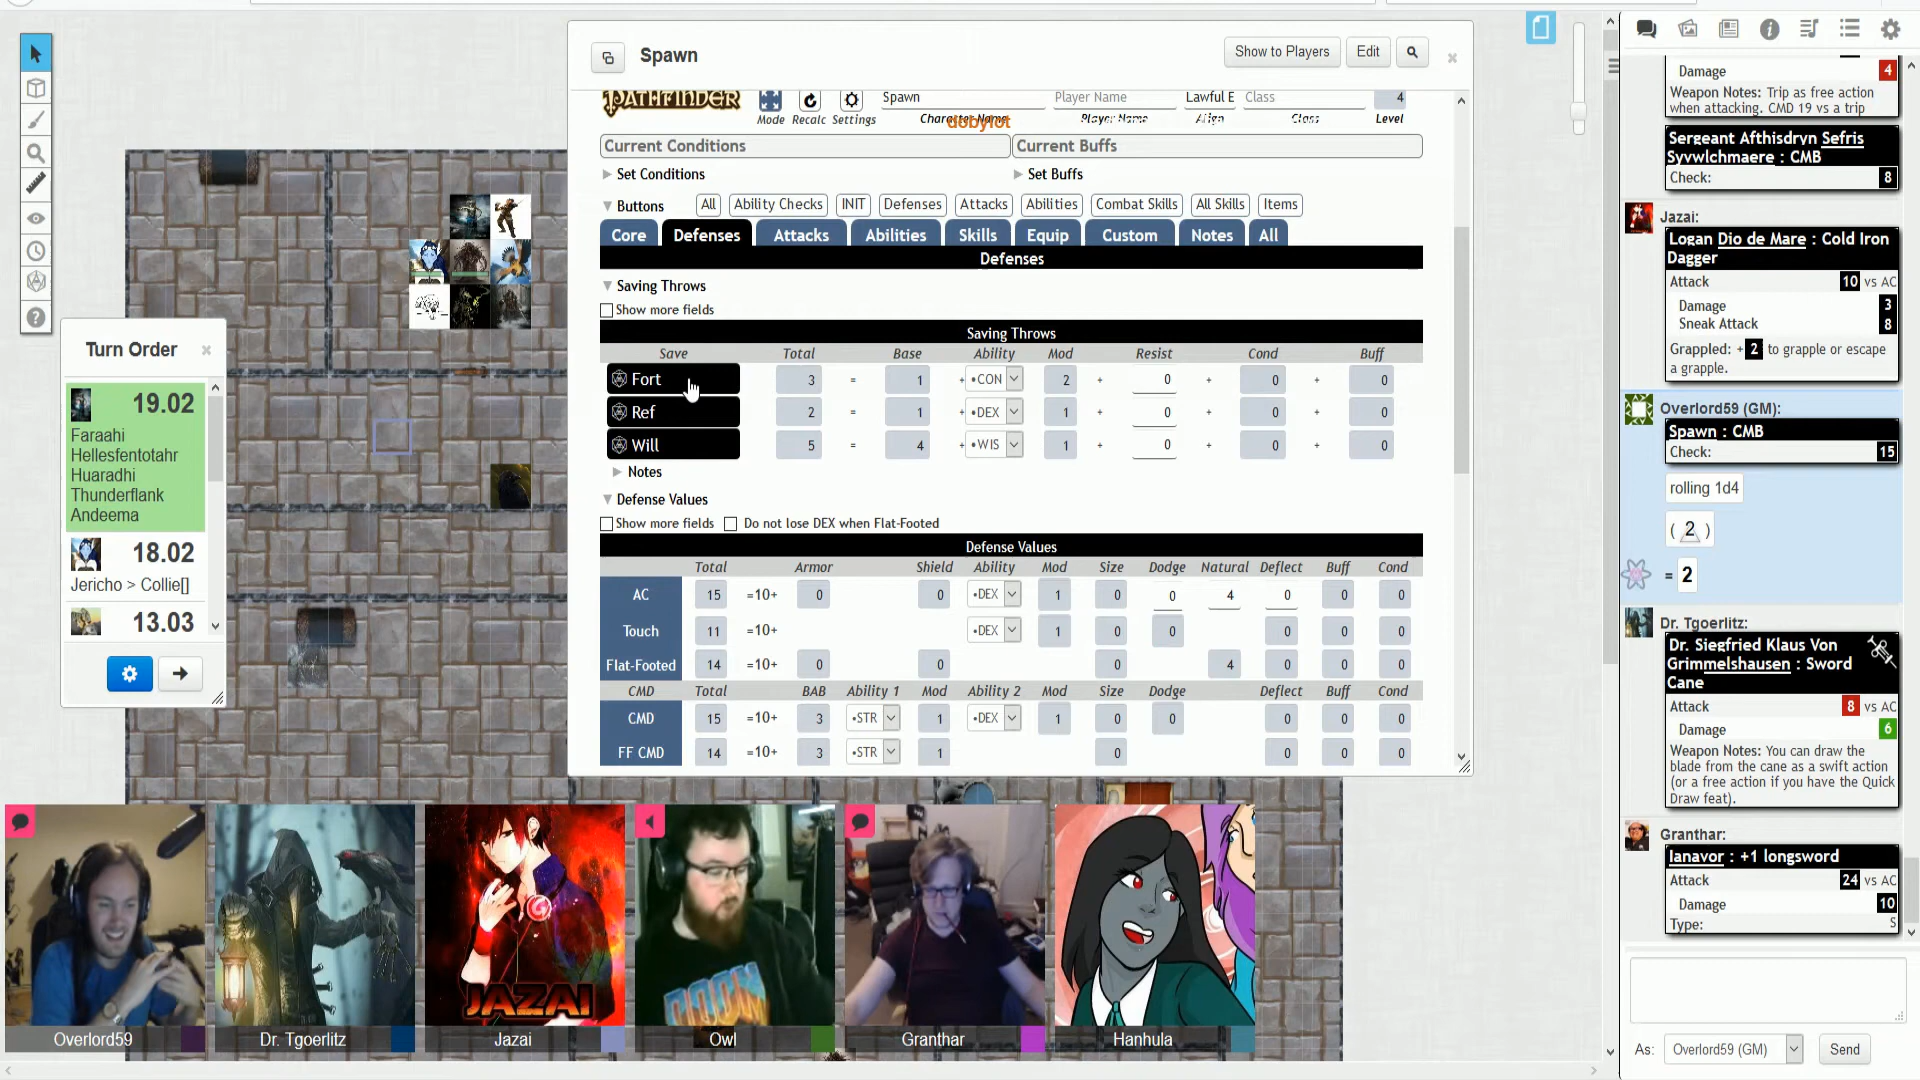 Spawn
Show to Players
Edit
PATHFINDER
Mode
Recalc
Settings
Spawn
Character Name
dobylot
Player Name
Player Name
Lawful E
Align
Class
Class
4
Level
Current Conditions
Current Buffs
Set Conditions
Set Buffs
Buttons
All
Ability Checks
INIT
Defenses
Attacks
Abilities
Combat Skills
All Skills
Items
Core
Defenses
Attacks
Abilities
Skills
Equip
Custom
Notes
All
Defenses
Saving Throws
Show more fields
Saving Throws
Save Total Base Ability Mod Resist Cond Buff
Fort 3 = 1 + •CON 2 + 0 + 0 + 0
Ref 2 = 1 + •DEX 1 + 0 + 0 + 0
Will 5 = 4 + •WIS 1 + 0 + 0 + 0
Notes
Defense Values
Show more fields Do not lose DEX when Flat-Footed
Defense Values
Total Armor Shield Ability Mod Size Dodge Natural Deflect Buff Cond
AC 15 =10+ 0 0 •DEX 1 0 0 4 0 0 0
Touch 11 =10+ •DEX 1 0 0 0 0 0
Flat-Footed 14 =10+ 0 0 0 4 0 0 0
CMD Total BAB Ability 1 Mod Ability 2 Mod Size Dodge Deflect Buff Cond
CMD 15 =10+ 3 •STR 1 •DEX 1 0 0 0 0 0
FF CMD 14 =10+ 3 •STR 1 0 0 0 0
Turn Order
19.02
Faraahi
Hellesfentotahr
Huaradhi
Thunderflank
Andeema
18.02
Jericho > Collie[]
13.03
Overlord59
Dr. Tgoerlitz
JAZAI
Jazai
DOOM
Owl
Granthar
Hanhula
Damage 4
Weapon Notes: Trip as free action
when attacking. CMD 19 vs a trip
Sergeant Afthisdryn Sefris
Syvwlchmaere : CMB
Check: 8
Jazai:
Logan Dio de Mare : Cold Iron
Dagger
Attack 10 vs AC
Damage 3
Sneak Attack 8
Grappled: + 2 to grapple or escape
a grapple.
Overlord59 (GM):
Spawn : CMB
Check: 15
rolling 1d4
( 2 )
= 2
Dr. Tgoerlitz:
Dr. Siegfried Klaus Von
Grimmelshausen : Sword
Cane
Attack 8 vs AC
Damage 6
Weapon Notes: You can draw the
blade from the cane as a swift action
(or a free action if you have the Quick
Draw feat).
Granthar:
Ianavor : +1 longsword
Attack 24 vs AC
Damage 10
Type: S
As: Overlord59 (GM)
Send